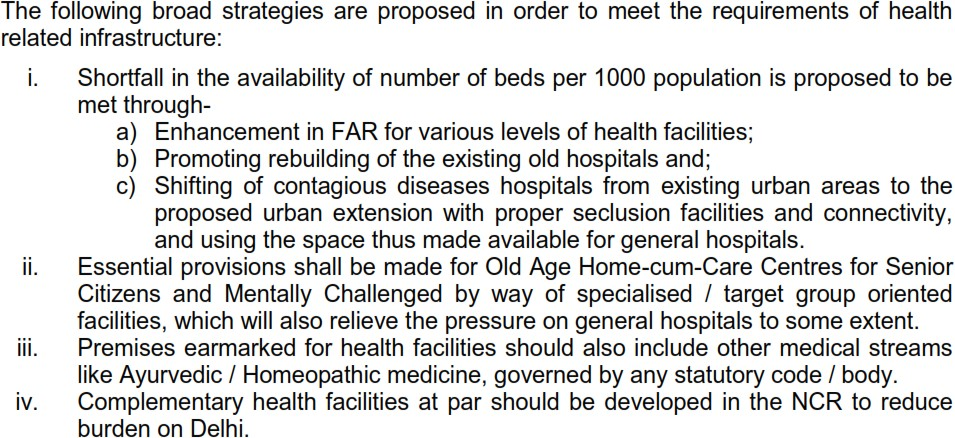 The following broad strategies are proposed in order to meet the requirements of health
related infrastructure:
i. Shortfall in the availability of number of beds per 1000 population is proposed to be
met through-
a) Enhancement in FAR for various levels of health facilities;
b) Promoting rebuilding of the existing old hospitals and;
c) Shifting of contagious diseases hospitals from existing urban areas to the
proposed urban extension with proper seclusion facilities and connectivity,
and using the space thus made available for general hospitals.
ii. Essential provisions shall be made for Old Age Home-cum-Care Centres for Senior
Citizens and Mentally Challenged by way of specialised / target group oriented
facilities, which will also relieve the pressure on general hospitals to some extent.
iii. Premises earmarked for health facilities should also include other medical streams
like Ayurvedic / Homeopathic medicine, governed by any statutory code / body.
iv. Complementary health facilities at par should be developed in the NCR to reduce
burden on Delhi.